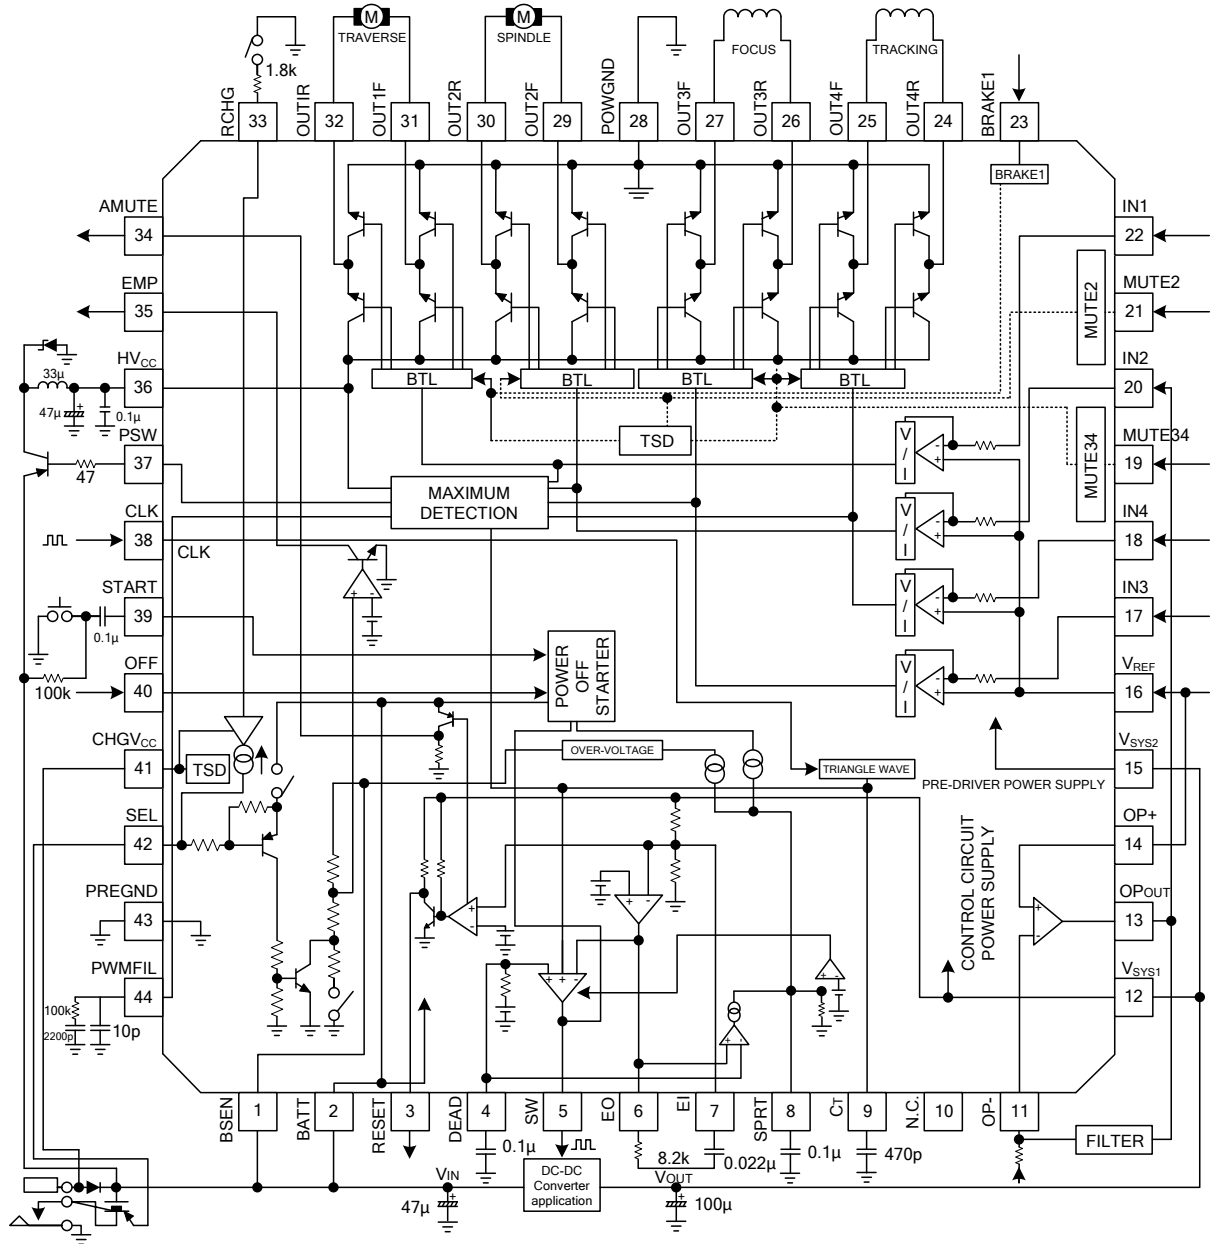 M
TRAVERSE
M
SPINDLE
FOCUS
TRACKING
1.8k
RCHG
OUTIR
OUT1F
OUT2R
OUT2F
POWGND
OUT3F
OUT3R
OUT4F
OUT4R
BRAKE1
33
32
31
30
29
28
27
26
25
24
23
BRAKE1
AMUTE
34
EMP
35
HVCC
36
33µ
47µ
+
0.1µ
PSW
37
47
CLK
38
CLK
START
39
0.1µ
OFF
40
100k
CHGVCC
41
TSD
SEL
42
PREGND
43
PWMFIL
44
100k
2200p
10p
IN1
22
MUTE2
21
MUTE2
IN2
20
MUTE34
19
MUTE34
IN4
18
IN3
17
VREF
16
VSYS2
15
PRE-DRIVER POWER SUPPLY
OP+
14
OPOUT
13
VSYS1
12
CONTROL CIRCUIT
POWER SUPPLY
BTL
BTL
BTL
BTL
TSD
MAXIMUM
DETECTION
V
/
I
-
+
V
/
I
-
+
V
/
I
-
+
V
/
I
-
+
+ -
POWER
OFF
STARTER
OVER-VOLTAGE
TRIANGLE WAVE
+
-
+ + -
+ -
+ -
+ -
+
-
1
2
3
4
5
6
7
8
9
10
11
BSEN
BATT
RESET
DEAD
SW
EO
EI
SPRT
CT
N.C.
OP-
0.1µ
8.2k
0.022µ
0.1µ
470p
FILTER
VIN
47µ
+
DC-DC
Converter
application
VOUT
+
100µ